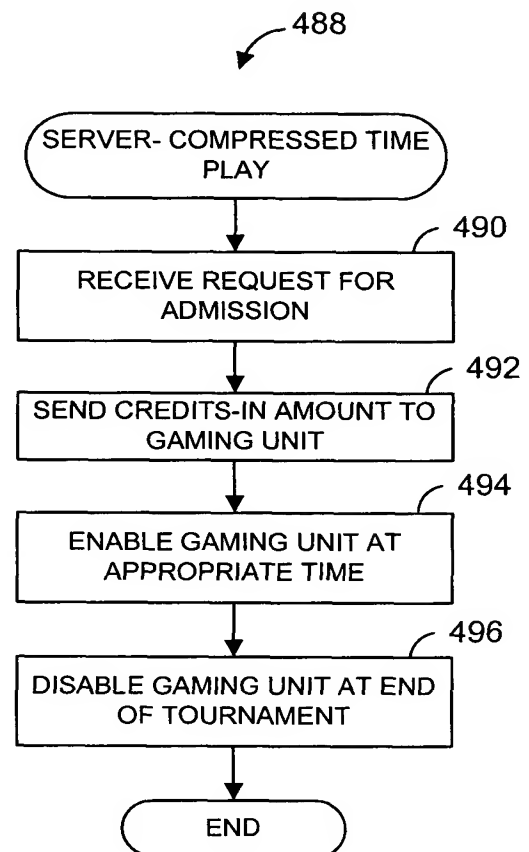 488
SERVER- COMPRESSED TIME
PLAY
490
RECEIVE REQUEST FOR
ADMISSION
492
SEND CREDITS-IN AMOUNT TO
GAMING UNIT
494
ENABLE GAMING UNIT AT
APPROPRIATE TIME
496
DISABLE GAMING UNIT AT END
OF TOURNAMENT
END